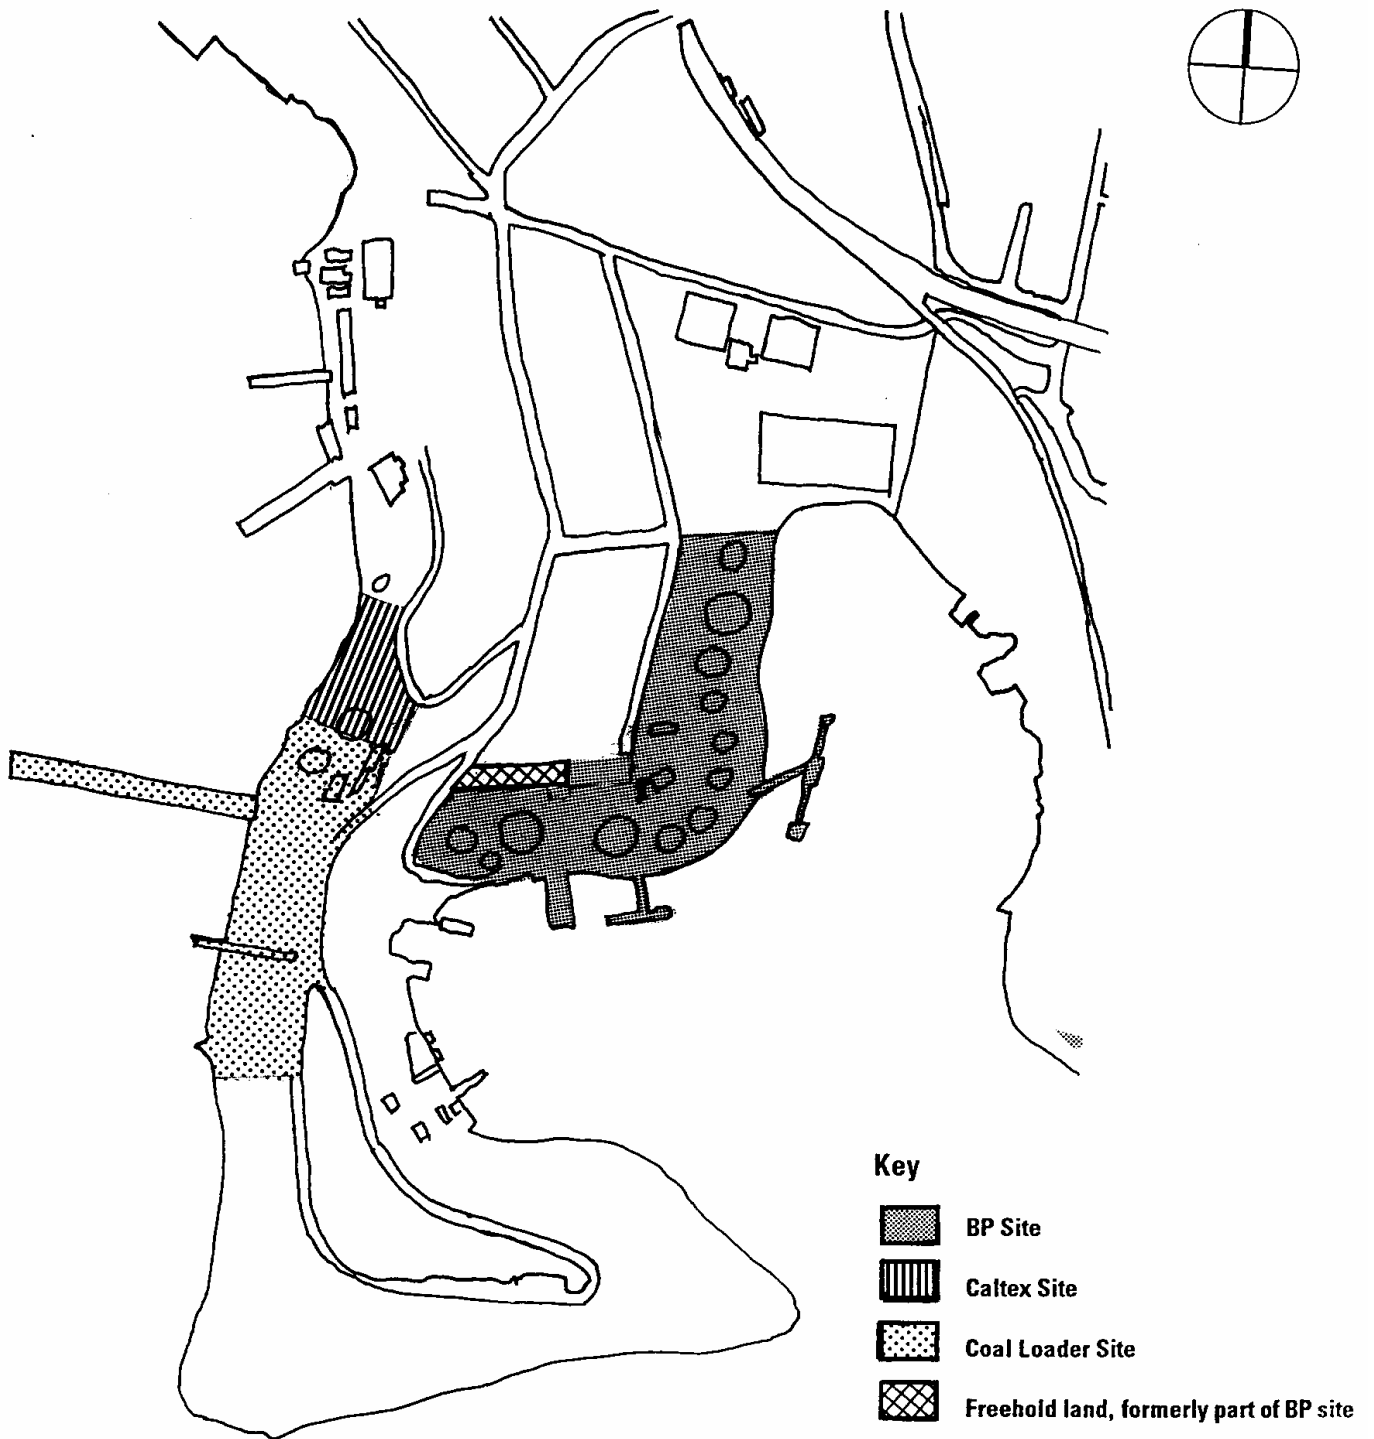 Key
BP Site
Caltex Site
Coal Loader Site
Freehold land, formerly part of BP site